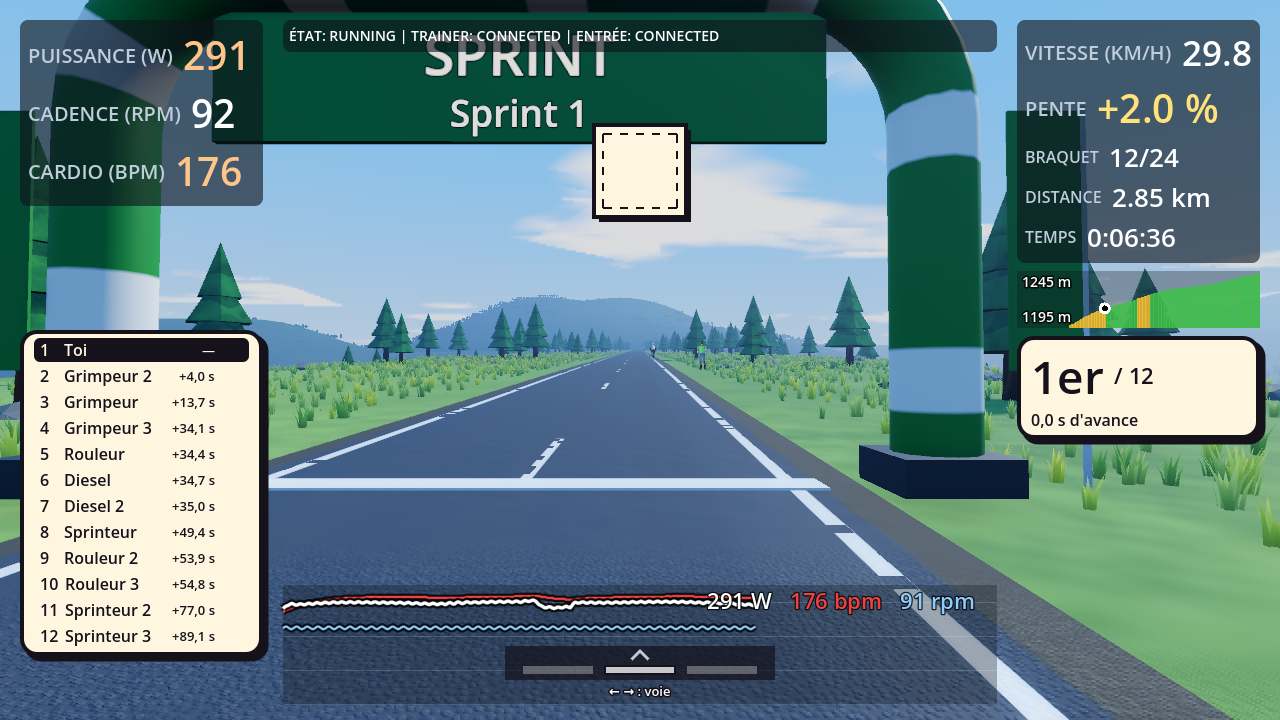 ÉTAT: RUNNING | TRAINER: CONNECTED | ENTRÉE: CONNECTED
SPRINT
Sprint 1
PUISSANCE (W) 291
CADENCE (RPM) 92
CARDIO (BPM) 176
VITESSE (KM/H) 29.8
PENTE +2.0 %
BRAQUET 12/24
DISTANCE 2.85 km
TEMPS 0:06:36
1245 m
1195 m
1er / 12
0,0 s d'avance
1 Toi —
2 Grimpeur 2 +4,0 s
3 Grimpeur +13,7 s
4 Grimpeur 3 +34,1 s
5 Rouleur +34,4 s
6 Diesel +34,7 s
7 Diesel 2 +35,0 s
8 Sprinteur +49,4 s
9 Rouleur 2 +53,9 s
10 Rouleur 3 +54,8 s
11 Sprinteur 2 +77,0 s
12 Sprinteur 3 +89,1 s
291 W 176 bpm 91 rpm
← → : voie